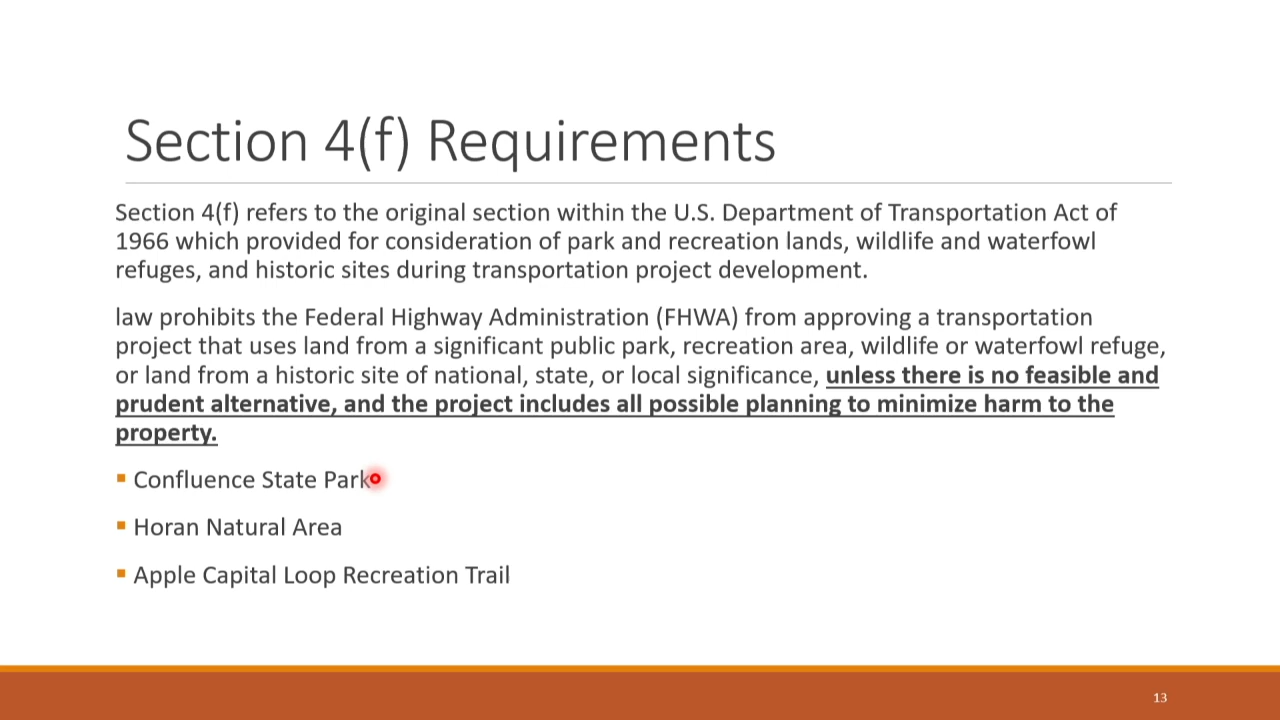 Section 4(f) Requirements
Section 4(f) refers to the original section within the U.S. Department of Transportation Act of
1966 which provided for consideration of park and recreation lands, wildlife and waterfowl
refuges, and historic sites during transportation project development.
law prohibits the Federal Highway Administration (FHWA) from approving a transportation
project that uses land from a significant public park, recreation area, wildlife or waterfowl refuge,
or land from a historic site of national, state, or local significance, unless there is no feasible and
prudent alternative, and the project includes all possible planning to minimize harm to the
property.
Confluence State Park
Horan Natural Area
Apple Capital Loop Recreation Trail
13